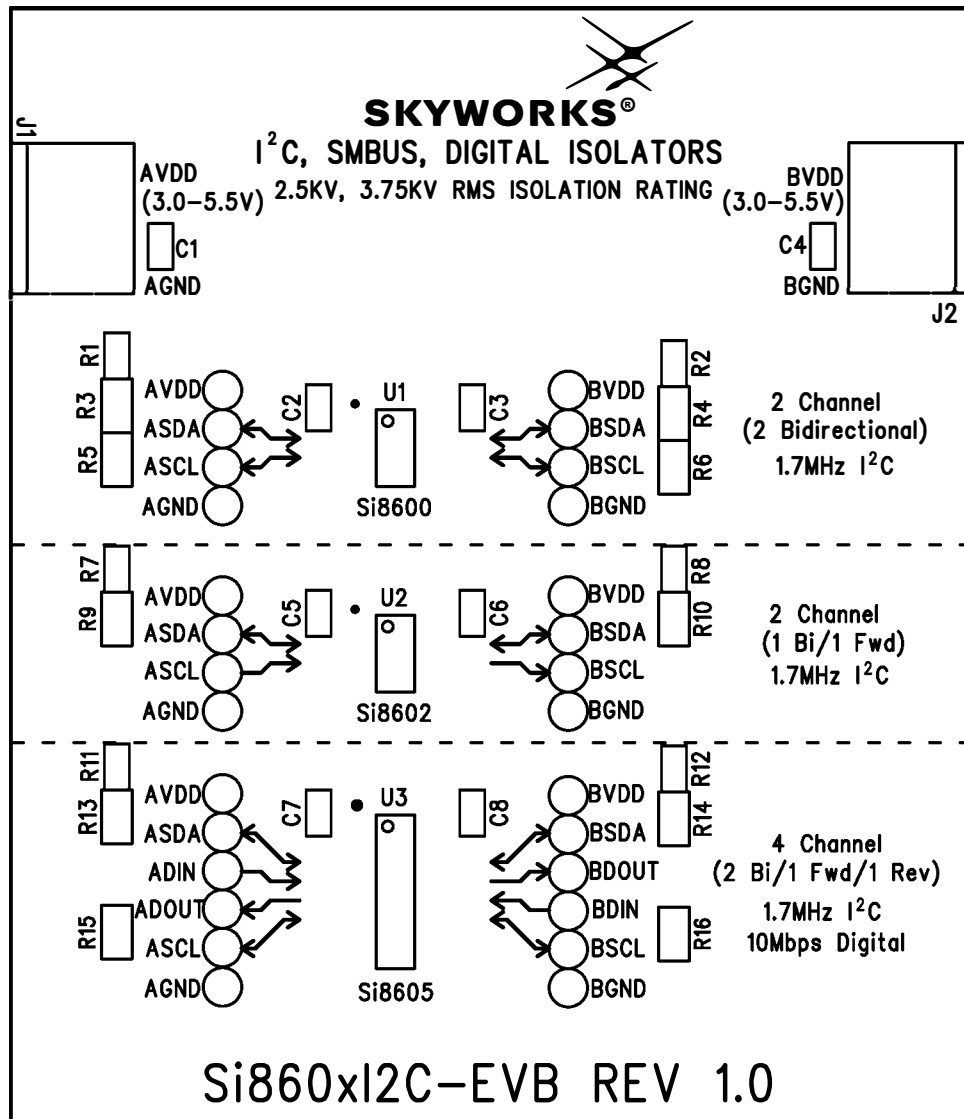 SKYWORKS®
I²C, SMBUS, DIGITAL ISOLATORS
2.5KV, 3.75KV RMS ISOLATION RATING
J1
AVDD
(3.0-5.5V)
C1
AGND
BVDD
(3.0-5.5V)
C4
BGND
J2
R1
R3
R5
AVDD
ASDA
ASCL
AGND
C2
U1
Si8600
C3
BVDD
BSDA
BSCL
BGND
R2
R4
R6
2 Channel
(2 Bidirectional)
1.7MHz I²C
R7
R9
AVDD
ASDA
ASCL
AGND
C5
U2
Si8602
C6
BVDD
BSDA
BSCL
BGND
R8
R10
2 Channel
(1 Bi/1 Fwd)
1.7MHz I²C
R11
R13
R15
AVDD
ASDA
ADIN
ADOUT
ASCL
AGND
C7
U3
Si8605
C8
BVDD
BSDA
BDOUT
BDIN
BSCL
BGND
R12
R14
R16
4 Channel
(2 Bi/1 Fwd/1 Rev)
1.7MHz I²C
10Mbps Digital
Si860xI2C-EVB REV 1.0